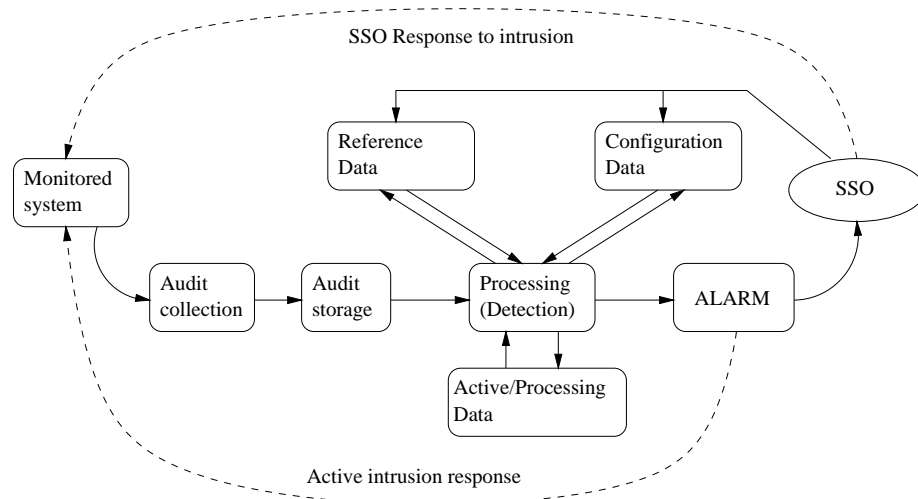 SSO Response to intrusion
Reference
Data
Configuration
Data
Monitored
system
SSO
Audit
collection
Audit
storage
Processing
(Detection)
ALARM
Active/Processing
Data
Active intrusion response